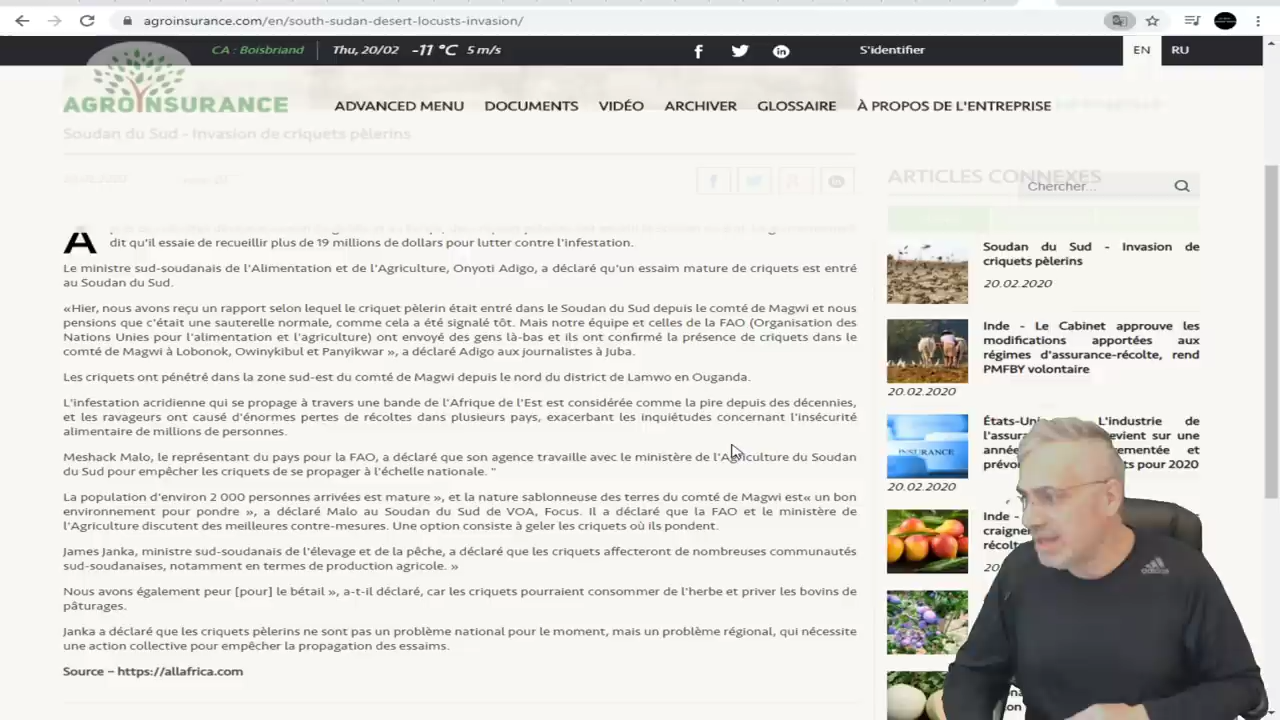 agroinsurance.com/en/south-sudan-desert-locusts-invasion/
CA : Boisbriand
Thu, 20/02
-11 °C
5 m/s
S'identifier
EN
RU
AGROINSURANCE
ADVANCED MENU
DOCUMENTS
VIDÉO
ARCHIVER
GLOSSAIRE
À PROPOS DE L'ENTREPRISE
Soudan du Sud - Invasion de criquets pèlerins
A
dit qu'il essaie de recueillir plus de 19 millions de dollars pour lutter contre l'infestation.
Le ministre sud-soudanais de l'Alimentation et de l'Agriculture, Onyoti Adigo, a déclaré qu'un essaim mature de criquets est entré
au Soudan du Sud.
«Hier, nous avons reçu un rapport selon lequel le criquet pèlerin était entré dans le Soudan du Sud depuis le comté de Magwi et nous
pensions que c'était une sauterelle normale, comme cela a été signalé tôt. Mais notre équipe et celles de la FAO (Organisation des
Nations Unies pour l'alimentation et l'agriculture) ont envoyé des gens là-bas et ils ont confirmé la présence de criquets dans le
comté de Magwi à Lobonok, Owinykibul et Panyikwar », a déclaré Adigo aux journalistes à Juba.
Les criquets ont pénétré dans la zone sud-est du comté de Magwi depuis le nord du district de Lamwo en Ouganda.
L'infestation acridienne qui se propage à travers une bande de l'Afrique de l'Est est considérée comme la pire depuis des décennies,
et les ravageurs ont causé d'énormes pertes de récoltes dans plusieurs pays, exacerbant les inquiétudes concernant l'insécurité
alimentaire de millions de personnes.
Meshack Malo, le représentant du pays pour la FAO, a déclaré que son agence travaille avec le ministère de l'Agriculture du Soudan
du Sud pour empêcher les criquets de se propager à l'échelle nationale. "
La population d'environ 2 000 personnes arrivées est mature », et la nature sablonneuse des terres du comté de Magwi est« un bon
environnement pour pondre », a déclaré Malo au Soudan du Sud de VOA, Focus. Il a déclaré que la FAO et le ministère de
l'Agriculture discutent des meilleures contre-mesures. Une option consiste à geler les criquets où ils pondent.
James Janka, ministre sud-soudanais de l'élevage et de la pêche, a déclaré que les criquets affecteront de nombreuses communautés
sud-soudanaises, notamment en termes de production agricole. »
Nous avons également peur [pour] le bétail », a-t-il déclaré, car les criquets pourraient consommer de l'herbe et priver les bovins de
pâturages.
Janka a déclaré que les criquets pèlerins ne sont pas un problème national pour le moment, mais un problème régional, qui nécessite
une action collective pour empêcher la propagation des essaims.
Source – https://allafrica.com
ARTICLES CONNEXES
Chercher...
Soudan du Sud - Invasion de
criquets pèlerins
20.02.2020
Inde - Le Cabinet approuve les
modifications apportées aux
régimes d'assurance-récolte, rend
PMFBY volontaire
20.02.2020
L'industrie
de
INSURANCE
revient sur une
pour 2020
20.02.2020
Inde -